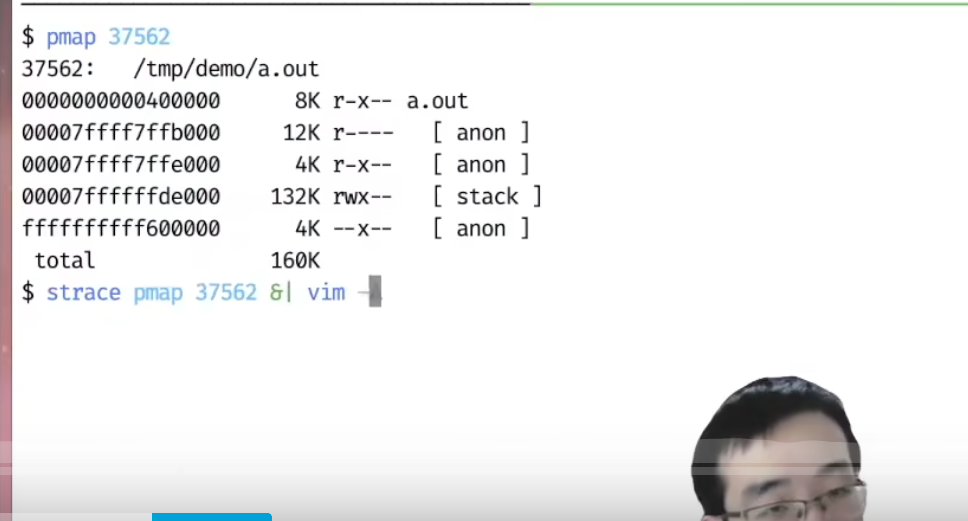 $ pmap 37562
37562:   /tmp/demo/a.out
0000000000400000      8K r-x-- a.out
00007ffff7ffb000     12K r----   [ anon ]
00007ffff7ffe000      4K r-x--   [ anon ]
00007ffffffde000    132K rwx--   [ stack ]
ffffffffff600000      4K --x--   [ anon ]
 total              160K
$ strace pmap 37562 &| vim -